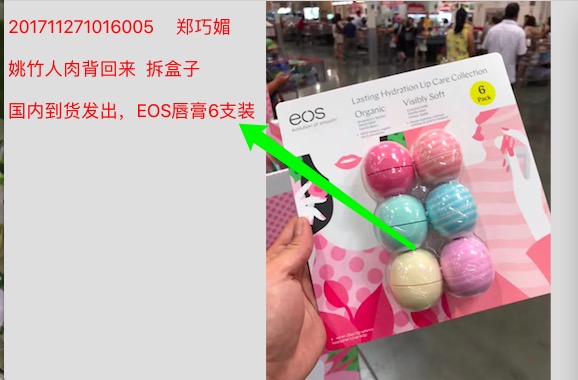 201711271016005 郑巧媚
姚竹人肉背回来 拆盒子
国内到货发出，EOS唇膏6支装
Lasting Hydration Lip Care Collection
eos
evolution of smooth
Organic
Visibly Soft
6
Pack